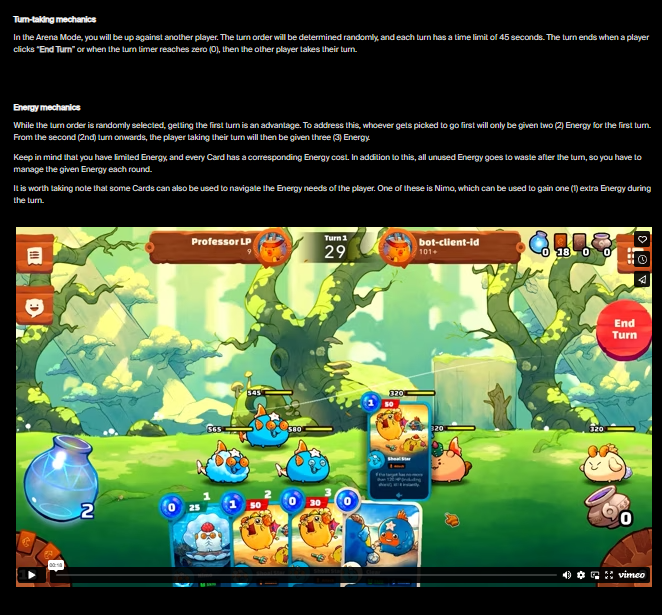 Turn-taking mechanics
In the Arena Mode, you will be up against another player. The turn order will be determined randomly, and each turn has a time limit of 45 seconds. The turn ends when a player
clicks "End Turn" or when the turn timer reaches zero (0), then the other player takes their turn.
Energy mechanics
While the turn order is randomly selected, getting the first turn is an advantage. To address this, whoever gets picked to go first will only be given two (2) Energy for the first turn.
From the second (2nd) turn onwards, the player taking their turn will then be given three (3) Energy.
Keep in mind that you have limited Energy, and every Card has a corresponding Energy cost. In addition to this, all unused Energy goes to waste after the turn, so you have to
manage the given Energy each round.
It is worth taking note that some Cards can also be used to navigate the Energy needs of the player. One of these is Nimo, which can be used to gain one (1) extra Energy during
the turn.
Professor LP
9
Turn 1
29
bot-client-id
101+
0 18 0 0
End
Turn
545
320
1 50
565
580
320
320
Shoal Star
2
0
1 2 3
0 25 1 50 0 30 0
00:18
vimeo